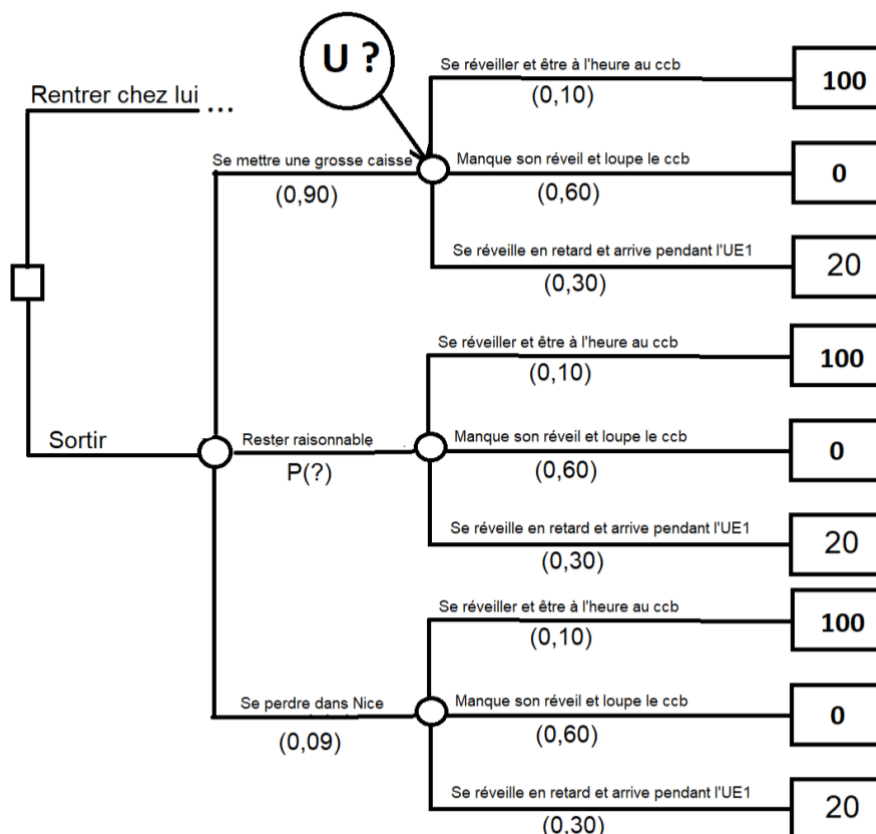 U ?
Se réveiller et être à l'heure au ccb
(0,10)
100
Rentrer chez lui ...
Se mettre une grosse caisse
(0,90)
Manque son réveil et loupe le ccb
(0,60)
0
Se réveille en retard et arrive pendant l'UE1
(0,30)
20
Se réveiller et être à l'heure au ccb
(0,10)
100
Sortir
Rester raisonnable
P(?)
Manque son réveil et loupe le ccb
(0,60)
0
Se réveille en retard et arrive pendant l'UE1
(0,30)
20
Se réveiller et être à l'heure au ccb
(0,10)
100
Se perdre dans Nice
(0,09)
Manque son réveil et loupe le ccb
(0,60)
0
Se réveille en retard et arrive pendant l'UE1
(0,30)
20